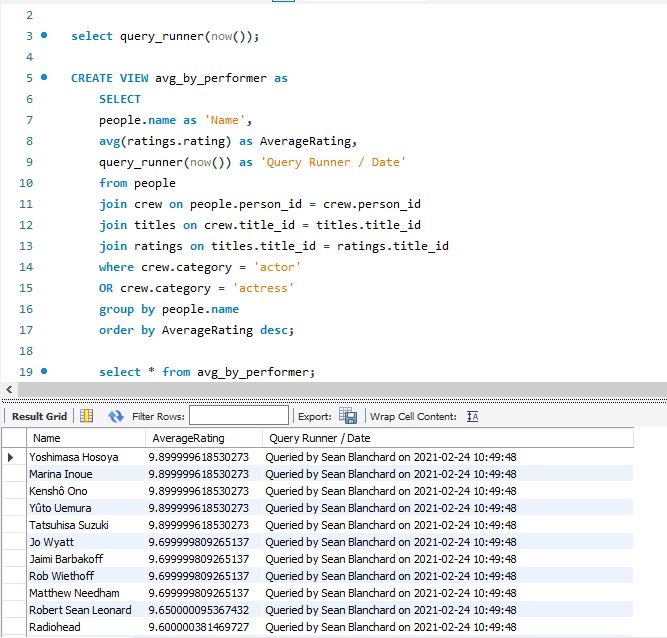 2
3 select query_runner(now());
4
5 CREATE VIEW avg_by_performer as
6 SELECT
7 people.name as 'Name',
8 avg(ratings.rating) as AverageRating,
9 query_runner(now()) as 'Query Runner / Date'
10 from people
11 join crew on people.person_id = crew.person_id
12 join titles on crew.title_id = titles.title_id
13 join ratings on titles.title_id = ratings.title_id
14 where crew.category = 'actor'
15 OR crew.category = 'actress'
16 group by people.name
17 order by AverageRating desc;
18
19 select * from avg_by_performer;
Result Grid Filter Rows: Export: Wrap Cell Content: IA
Name AverageRating Query Runner / Date
Yoshimasa Hosoya 9.899999618530273 Queried by Sean Blanchard on 2021-02-24 10:49:48
Marina Inoue 9.899999618530273 Queried by Sean Blanchard on 2021-02-24 10:49:48
Kenshô Ono 9.899999618530273 Queried by Sean Blanchard on 2021-02-24 10:49:48
Yûto Uemura 9.899999618530273 Queried by Sean Blanchard on 2021-02-24 10:49:48
Tatsuhisa Suzuki 9.899999618530273 Queried by Sean Blanchard on 2021-02-24 10:49:48
Jo Wyatt 9.699999809265137 Queried by Sean Blanchard on 2021-02-24 10:49:48
Jaimi Barbakoff 9.699999809265137 Queried by Sean Blanchard on 2021-02-24 10:49:48
Rob Wiethoff 9.699999809265137 Queried by Sean Blanchard on 2021-02-24 10:49:48
Matthew Needham 9.699999809265137 Queried by Sean Blanchard on 2021-02-24 10:49:48
Robert Sean Leonard 9.650000095367432 Queried by Sean Blanchard on 2021-02-24 10:49:48
Radiohead 9.600000381469727 Queried by Sean Blanchard on 2021-02-24 10:49:48